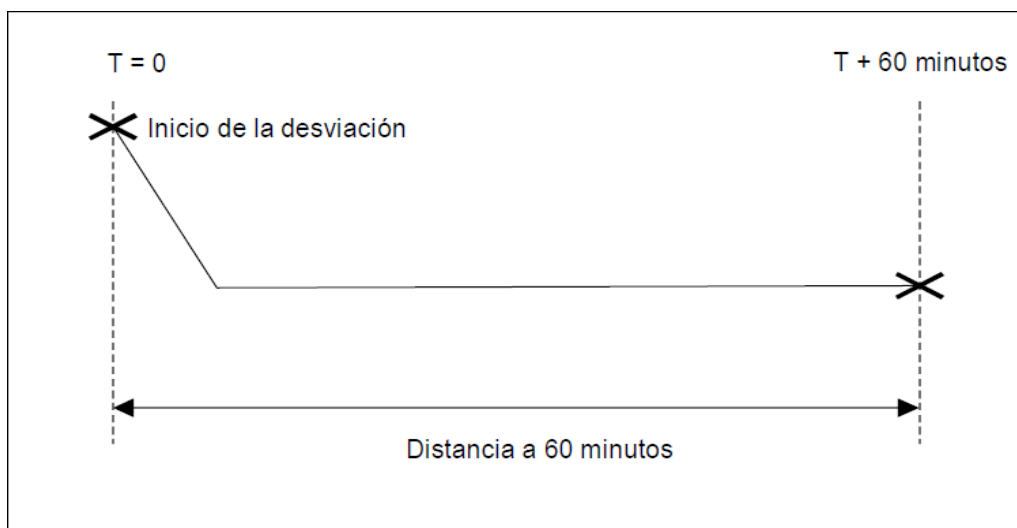 T = 0
T + 60 minutos
Inicio de la desviación
Distancia a 60 minutos